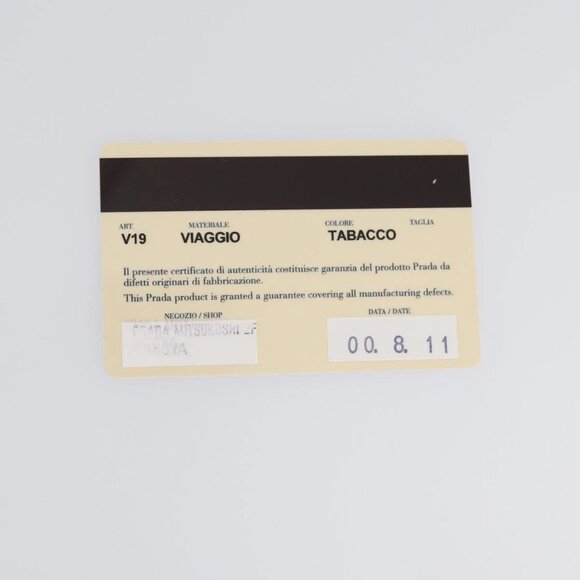 ART MATERIALE COLORE TAGLIA
V19 VIAGGIO TABACCO
Il presente certificato di autenticità costituisce garanzia del prodotto Prada da
difetti originari di fabbricazione.
This Prada product is granted a guarantee covering all manufacturing defects.
NEGOZIO / SHOP DATA / DATE
PRADA MITSUKOSHI
00. 8. 11